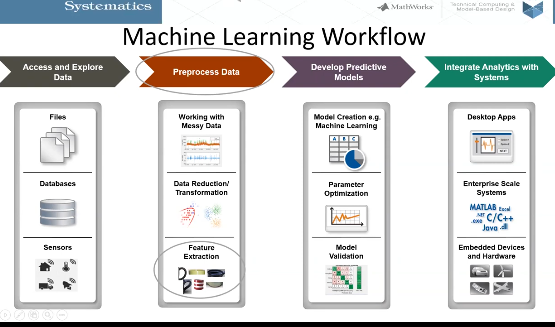 Systematics
MathWorks
Technical Computing &
Model-Based Design
Machine Learning Workflow
Access and Explore
Data
Preprocess Data
Develop Predictive
Models
Integrate Analytics with
Systems
Files
Databases
Sensors
Working with
Messy Data
Data Reduction/
Transformation
Feature
Extraction
Model Creation e.g.
Machine Learning
A B C
Parameter
Optimization
Model
Validation
Desktop Apps
Enterprise Scale
Systems
MATLAB Excel
.NET C/C++
.exe Java
Embedded Devices
and Hardware